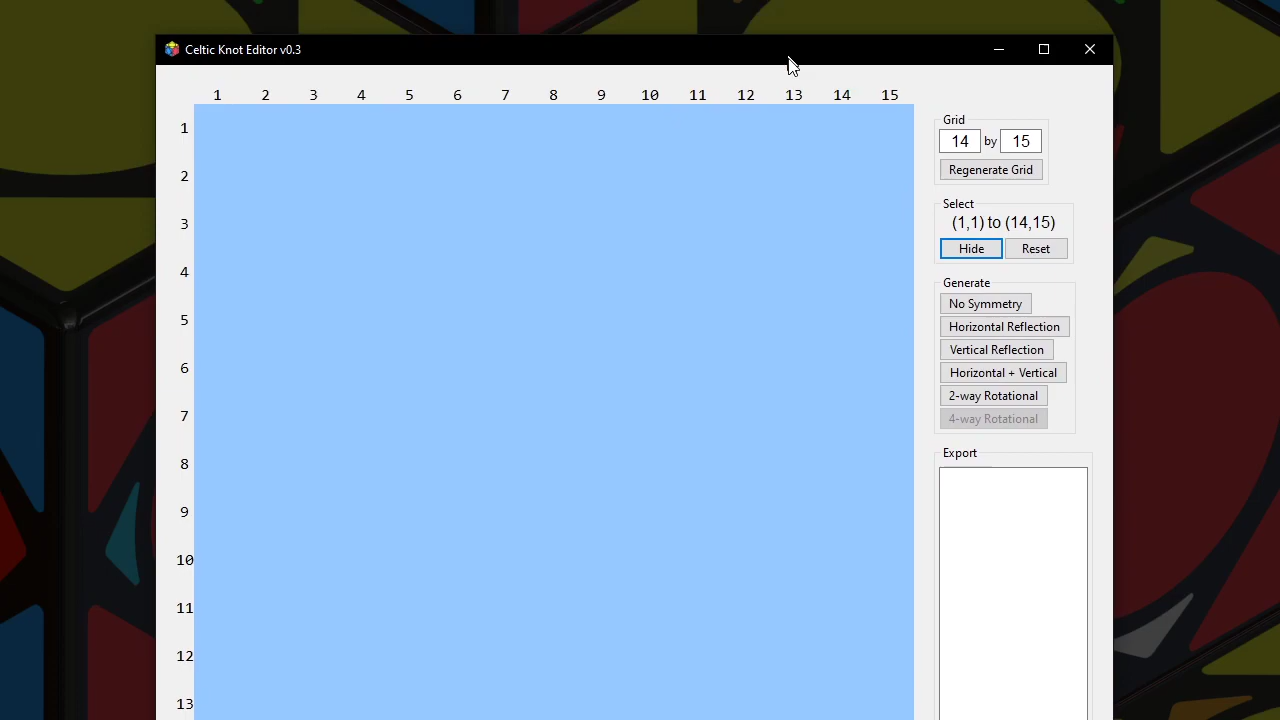 Celtic Knot Editor v0.3
1 2 3 4 5 6 7 8 9 10 11 12 13 14 15
1
2
3
4
5
6
7
8
9
10
11
12
13
Grid
14 by 15
Regenerate Grid
Select
(1,1) to (14,15)
Hide Reset
Generate
No Symmetry
Horizontal Reflection
Vertical Reflection
Horizontal + Vertical
2-way Rotational
4-way Rotational
Export